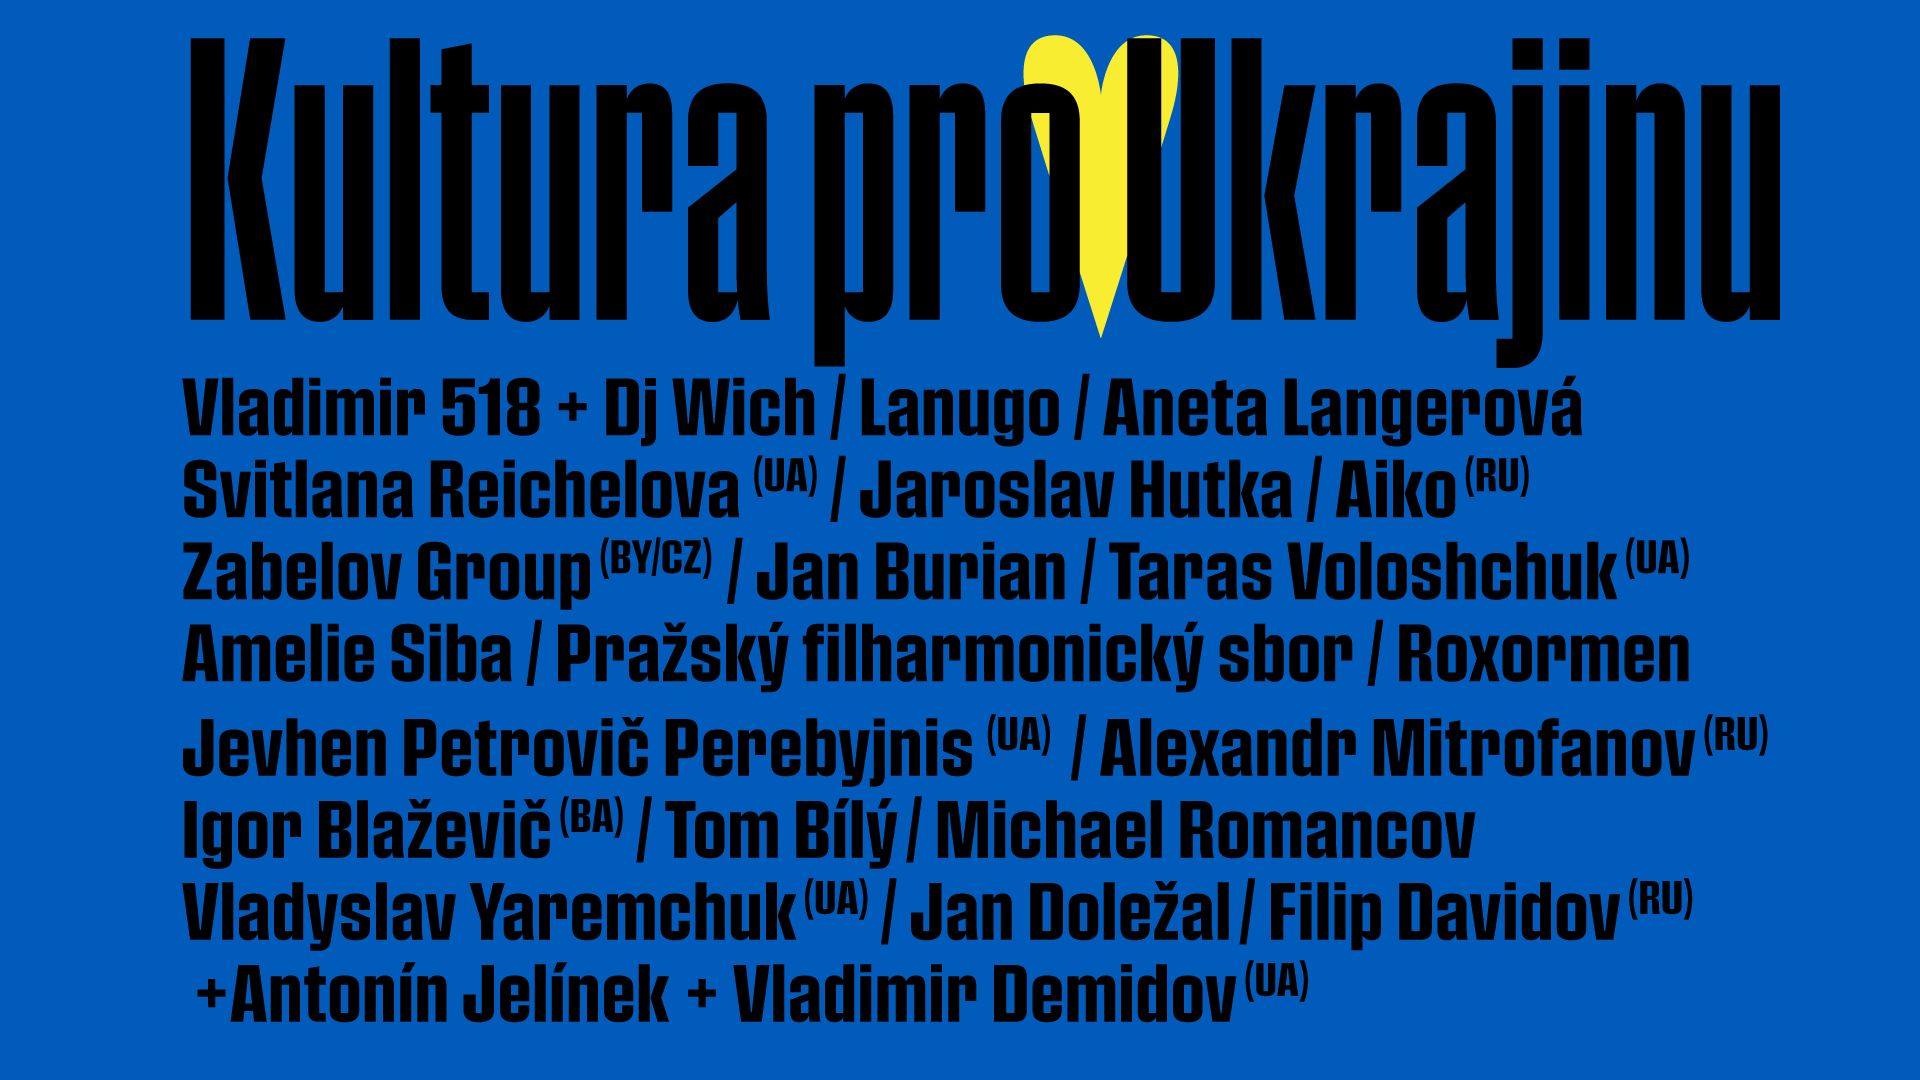 Kultura pro Ukrajinu
Vladimir 518 + Dj Wich / Lanugo / Aneta Langerová
Svitlana Reichelova (UA) / Jaroslav Hutka / Aiko (RU)
Zabelov Group (BY/CZ) / Jan Burian / Taras Voloshchuk (UA)
Amelie Siba / Pražský filharmonický sbor / Roxormen
Jevhen Petrovič Perebyjnis (UA) / Alexandr Mitrofanov (RU)
Igor Blaževič (BA) / Tom Bílý / Michael Romancov
Vladyslav Yaremchuk (UA) / Jan Doležal / Filip Davidov (RU)
+Antonín Jelínek + Vladimir Demidov (UA)